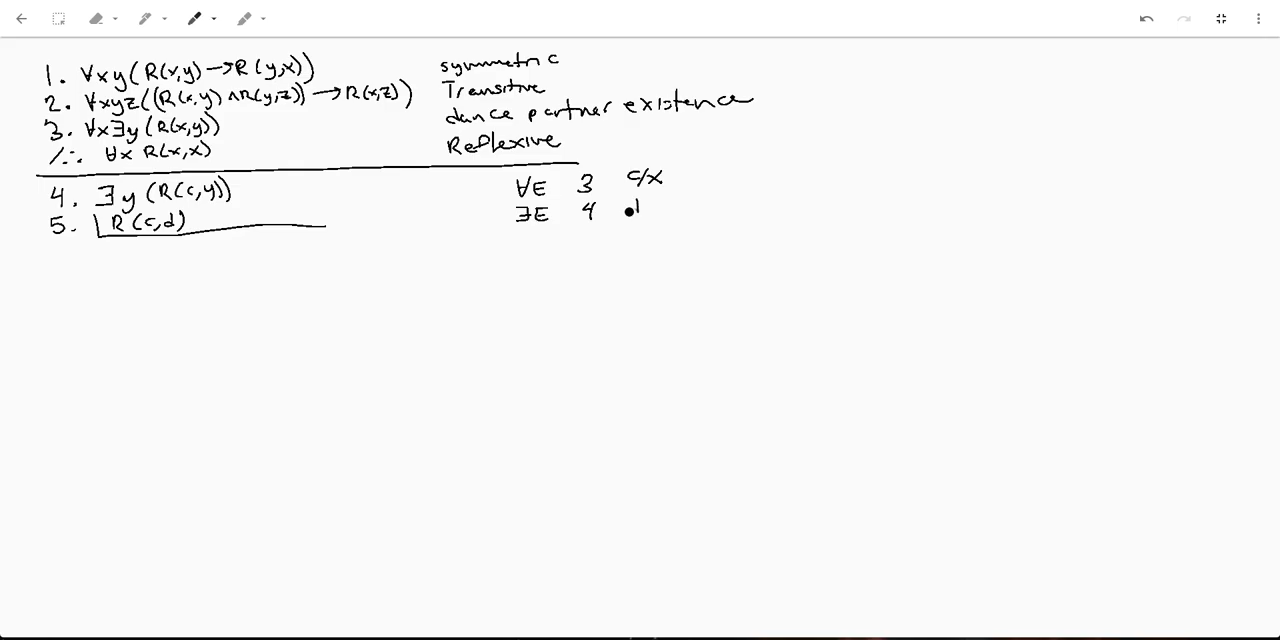 1. ∀xy(R(x,y)→R(y,x)) symmetric
2. ∀xyz((R(x,y)∧R(y,z))→R(x,z)) Transitive
3. ∀x∃y(R(x,y)) dance partner existence
/∴ ∀x R(x,x) Reflexive
4. ∃y(R(c,y)) ∀E 3 c/x
5. R(c,d) ∃E 4